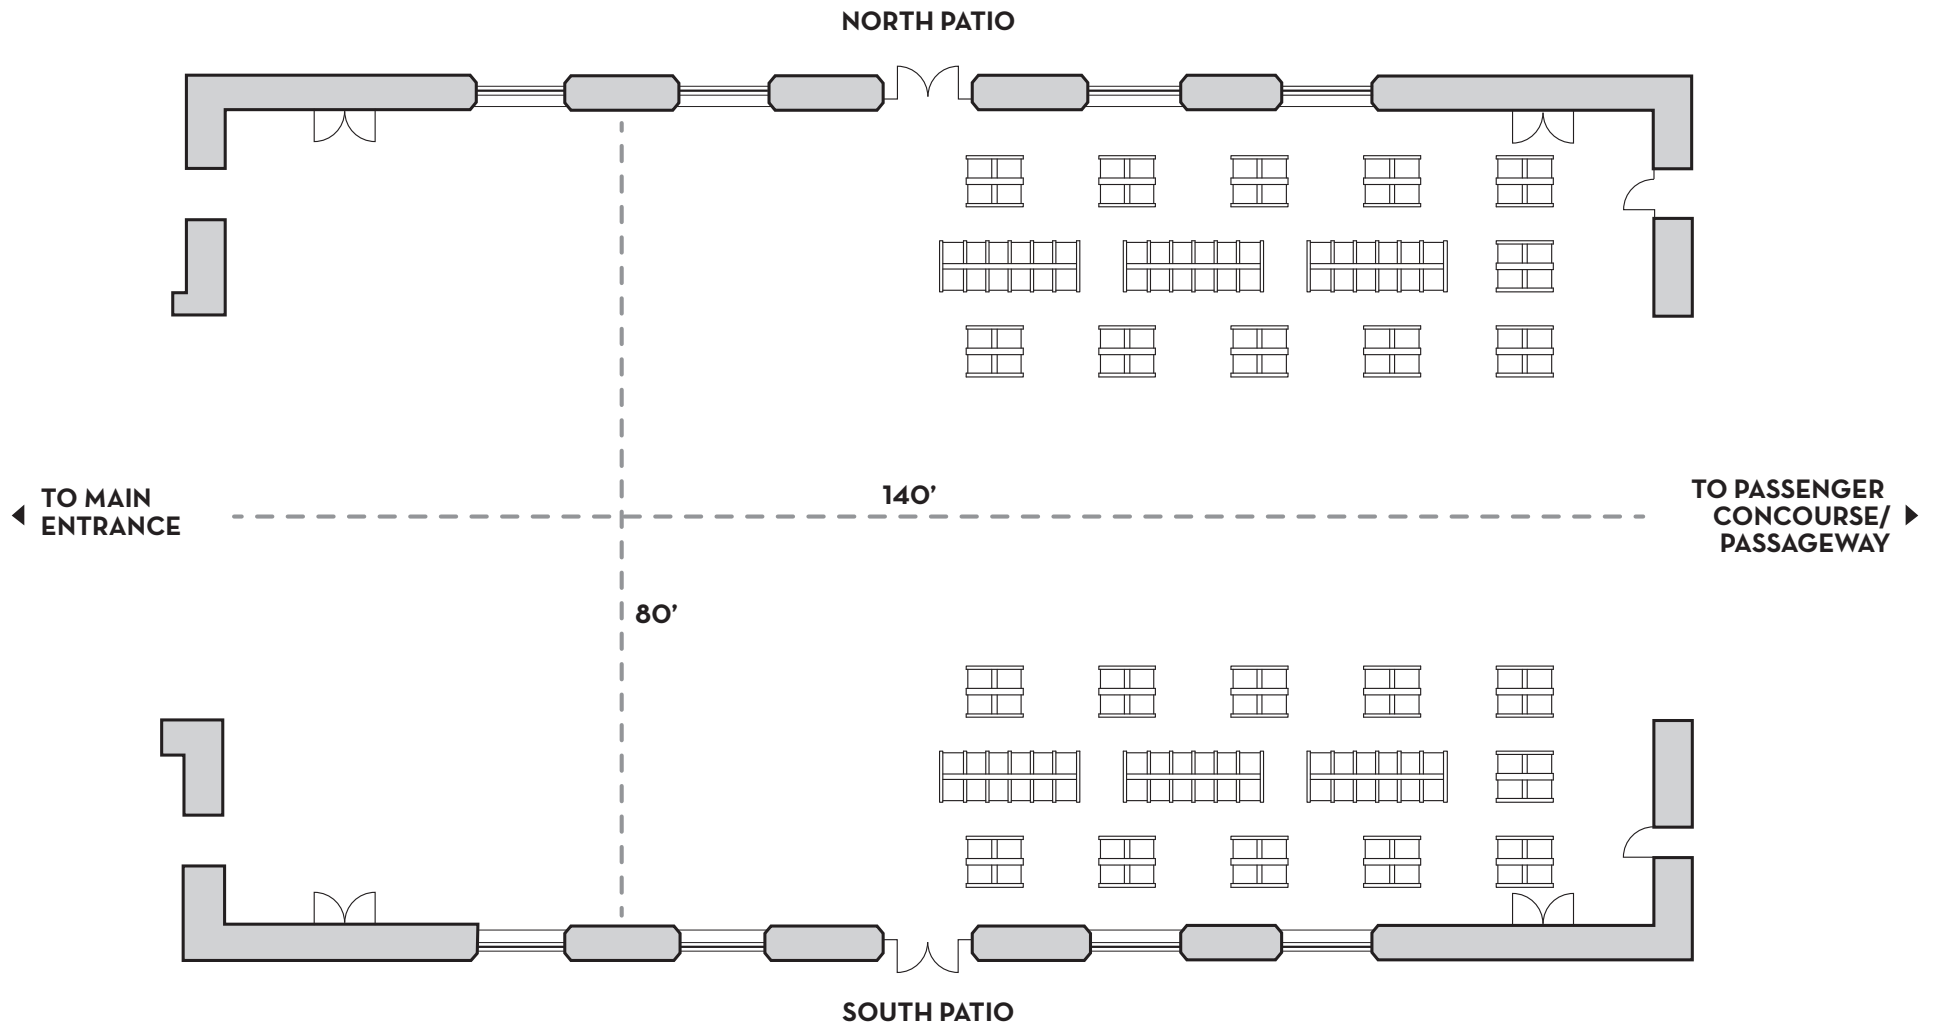 NORTH PATIO
TO MAIN
ENTRANCE
140’
TO PASSENGER
CONCOURSE/
PASSAGEWAY
80’
SOUTH PATIO